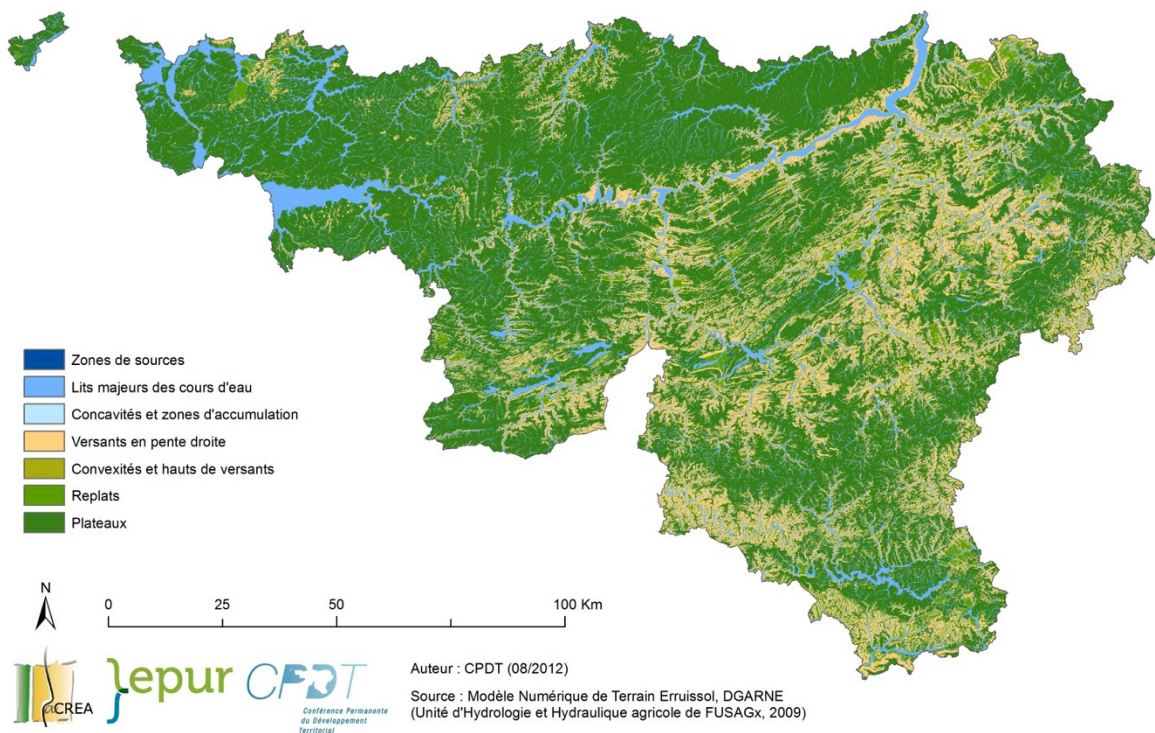 Zones de sources
Lits majeurs des cours d'eau
Concavités et zones d'accumulation
Versants en pente droite
Convexités et hauts de versants
Replats
Plateaux
N
0 25 50 100 Km
aCREA
lepur
CPDT
Conférence Permanente
du Développement
Territorial
Auteur : CPDT (08/2012)
Source : Modèle Numérique de Terrain Erruissol, DGARNE
(Unité d'Hydrologie et Hydraulique agricole de FUSAGx, 2009)